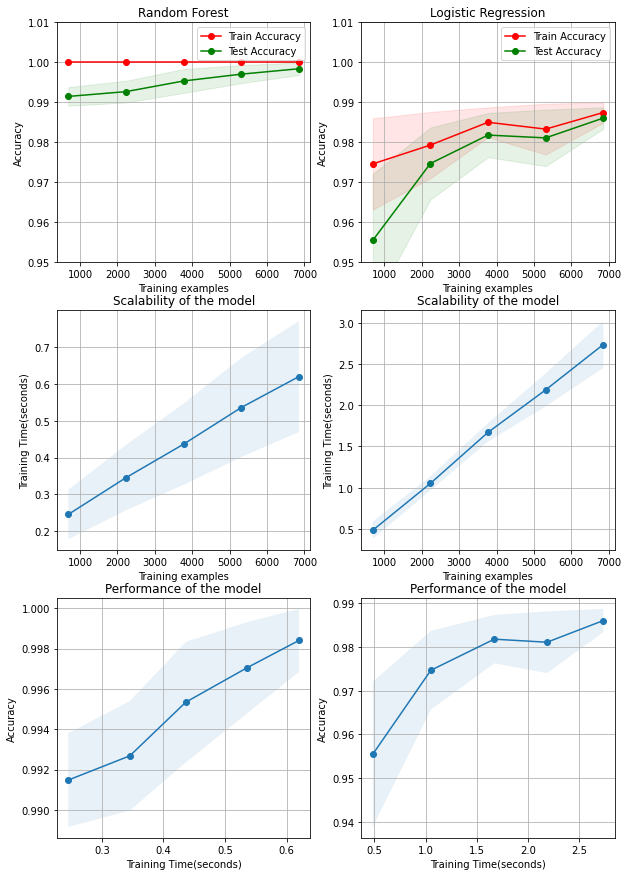 Random Forest
Logistic Regression
1.01
1.00
0.99
0.98
0.97
0.96
0.95
Accuracy
Train Accuracy
Test Accuracy
1000 2000 3000 4000 5000 6000 7000
Training examples
1.01
1.00
0.99
0.98
0.97
0.96
0.95
Accuracy
Train Accuracy
Test Accuracy
1000 2000 3000 4000 5000 6000 7000
Training examples
Scalability of the model
0.7
0.6
0.5
0.4
0.3
0.2
Training Time(seconds)
1000 2000 3000 4000 5000 6000 7000
Training examples
Scalability of the model
3.0
2.5
2.0
1.5
1.0
0.5
Training Time(seconds)
1000 2000 3000 4000 5000 6000 7000
Training examples
Performance of the model
1.000
0.998
0.996
0.994
0.992
0.990
Accuracy
0.3 0.4 0.5 0.6
Training Time(seconds)
Performance of the model
0.99
0.98
0.97
0.96
0.95
0.94
Accuracy
0.5 1.0 1.5 2.0 2.5
Training Time(seconds)